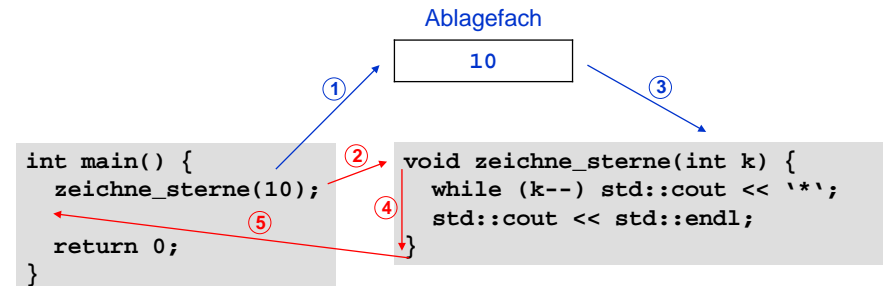 Ablagefach
10
1
3
int main() {
zeichne_sterne(10);
return 0;
}
2
5
4
void zeichne_sterne(int k) {
while (k--) std::cout << ‘*‘;
std::cout << std::endl;
}